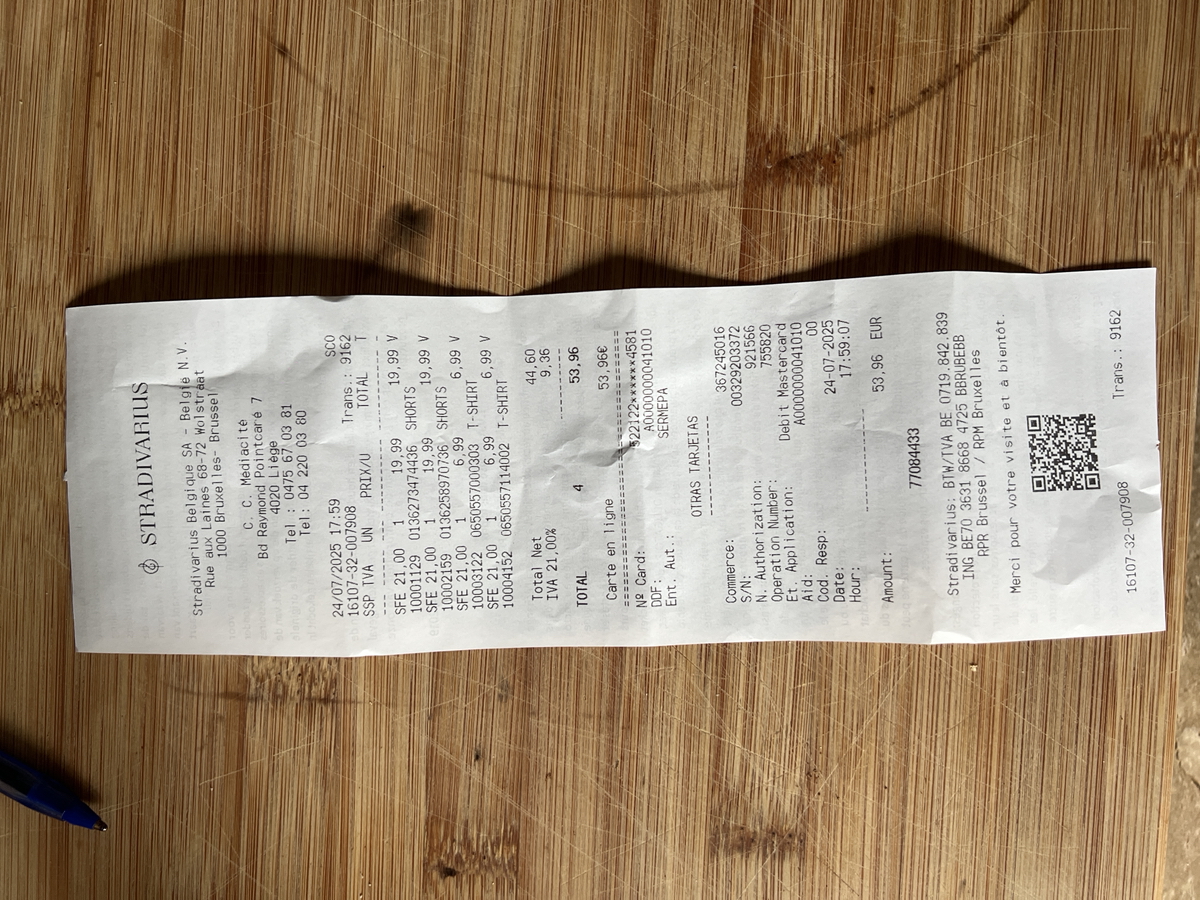 STRADIVARIUS
Stradivarius Belgique SA - België N.V.
Rue aux Laines 68-72 Wolstraat
1000 Bruxelles- Brussel
C. C. Médiacité
Bd Raymond Pointcaré 7
4020 Liége
Tel : 0475 67 03 81
Tel: 04 220 03 80
SCO
24/07/2025 17:59
16107-32-007908 Trans.: 9162
SSP TVA UN PRIX/U TOTAL T
SFE 21,00 1 19,99 19,99 V
10001129 01362734744436 SHORTS
SFE 21,00 1 19,99 19,99 V
10002159 0136258970736 SHORTS
SFE 21,00 1 6,99 6,99 V
10003122 06505557000303 T-SHIRT
SFE 21,00 1 6,99 6,99 V
10004152 06505557114002 T-SHIRT
Total Net 44,60
IVA 21,00% 9,36
TOTAL 4 53,96
Carte en ligne 53,96€
Nº Card: 522122******4581
DDF: A0000000041010
Ent. Aut.: SERMEPA
OTRAS TARJETAS
Commerce: 367245016
S/N: 00329203372
N. Authorization: 921566
Operation Number: 755820
Et. Application: Debit Mastercard
Aid: A0000000041010
Cod. Resp: 00
Date: 24-07-2025
Hour: 17:59:07
Amount: 53,96 EUR
77084433
Stradivarius: BTW/TVA BE 0719.842.839
ING BE70 3631 8668 4725 BBRUBEBB
RPR Brussel / RPM Bruxelles
Merci pour votre visite et à bientôt.
16107-32-007908 Trans.: 9162